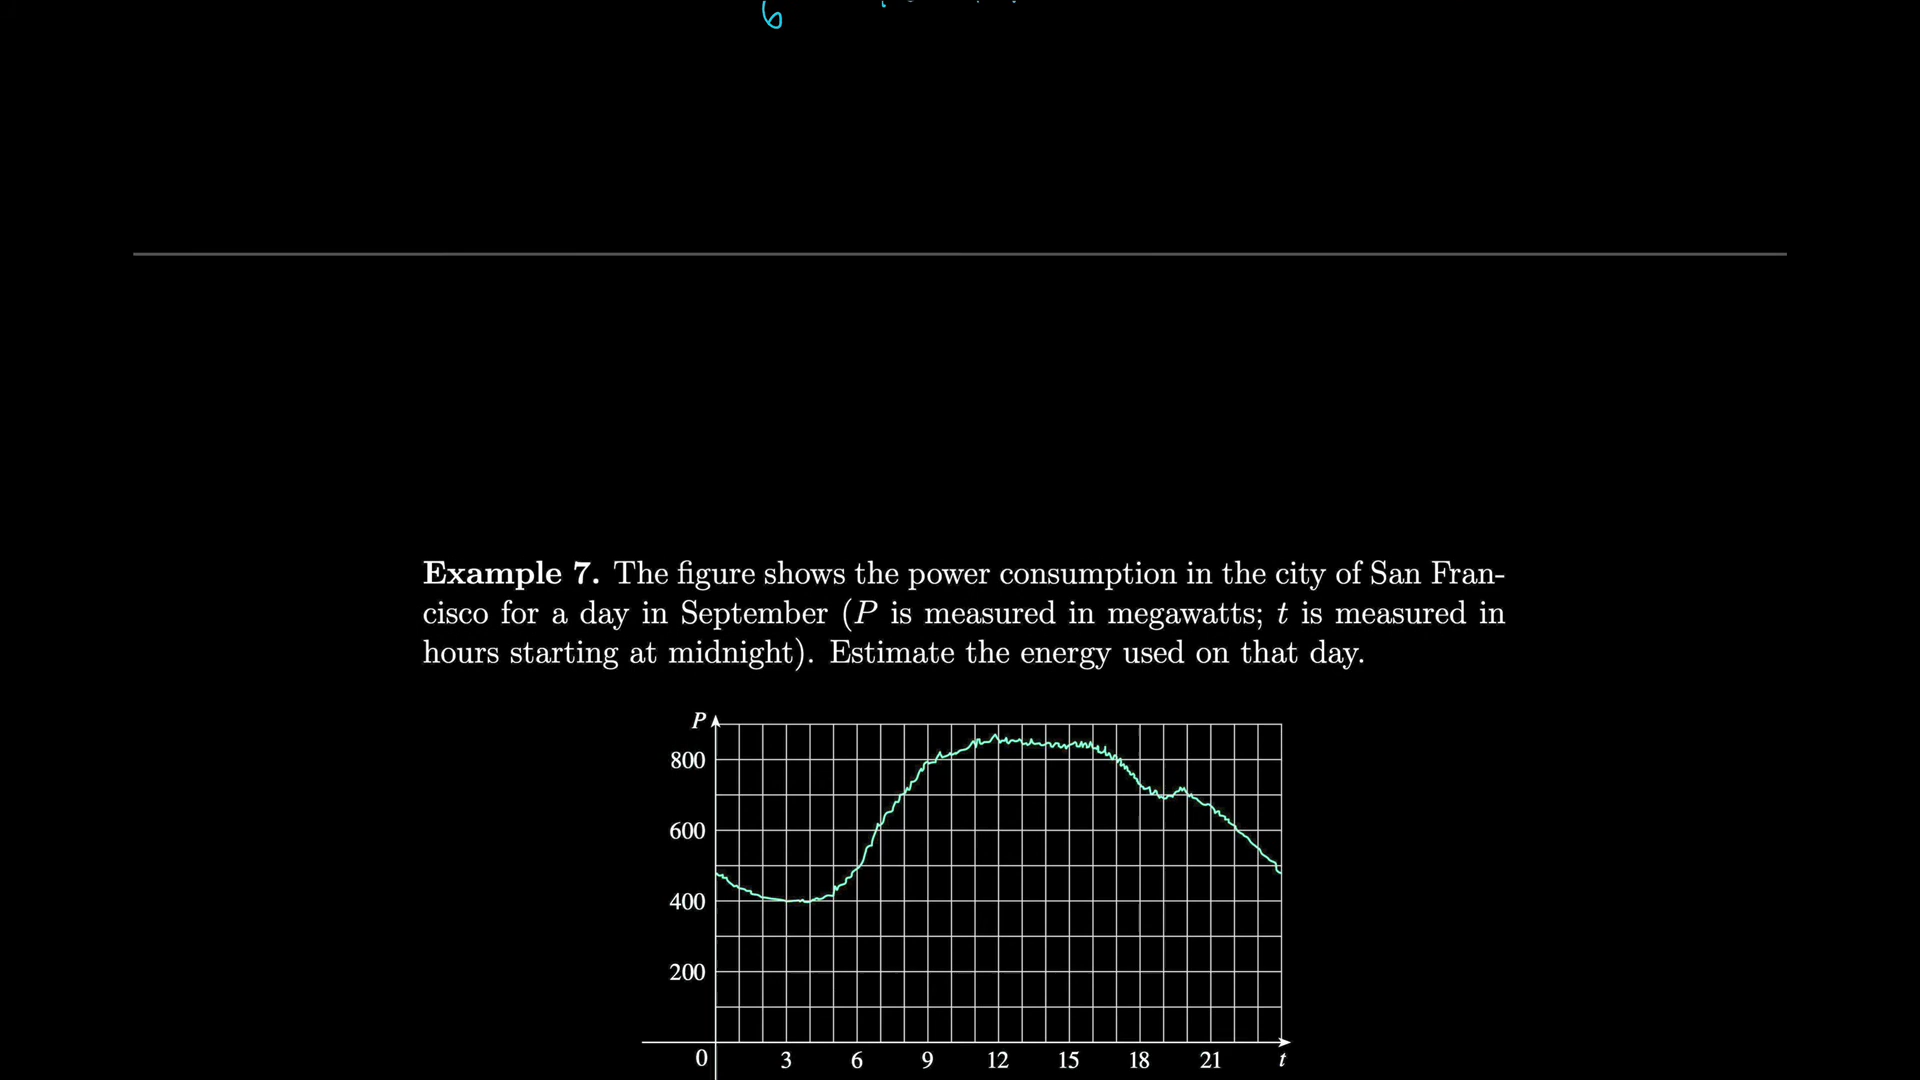 6
Example 7. The figure shows the power consumption in the city of San Fran-
cisco for a day in September (P is measured in megawatts; t is measured in
hours starting at midnight). Estimate the energy used on that day.
P
800
600
400
200
0 3 6 9 12 15 18 21 t